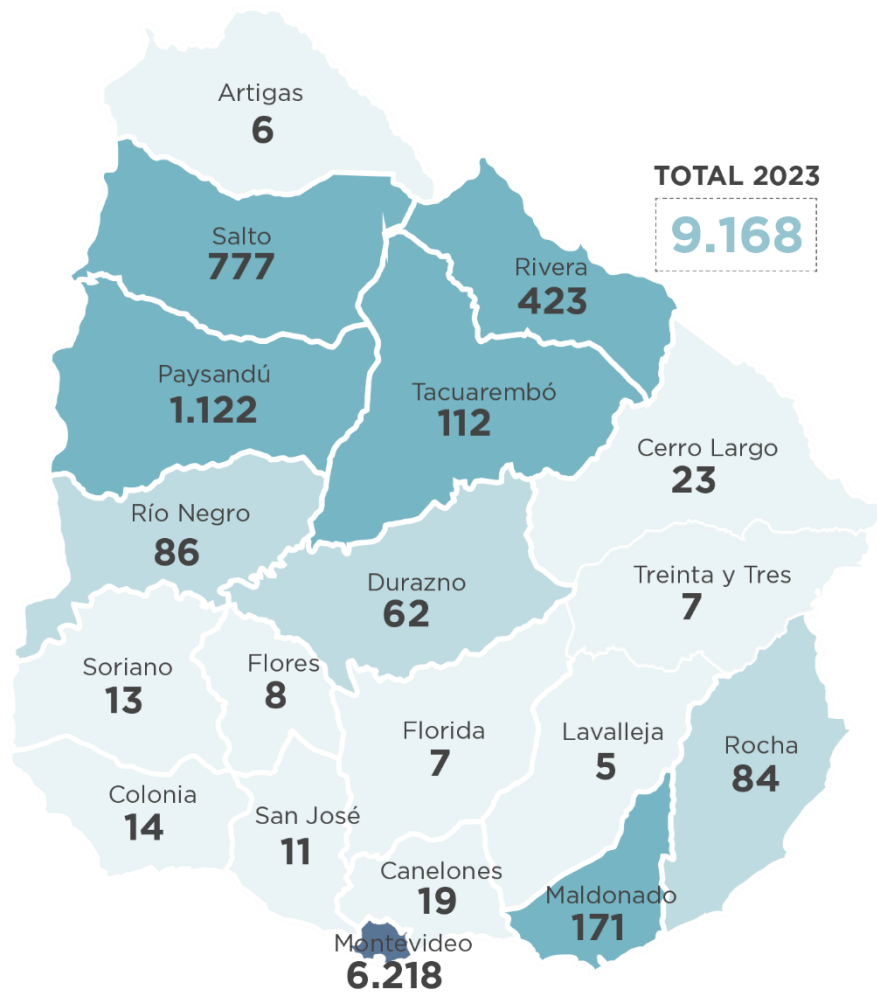 Artigas
6
TOTAL 2023
9.168
Salto
777
Rivera
423
Paysandú
1.122
Tacuarembó
112
Cerro Largo
23
Río Negro
86
Durazno
62
Treinta y Tres
7
Soriano
13
Flores
8
Florida
7
Lavalleja
5
Rocha
84
Colonia
14
San José
11
Canelones
19
Maldonado
171
Montevideo
6.218